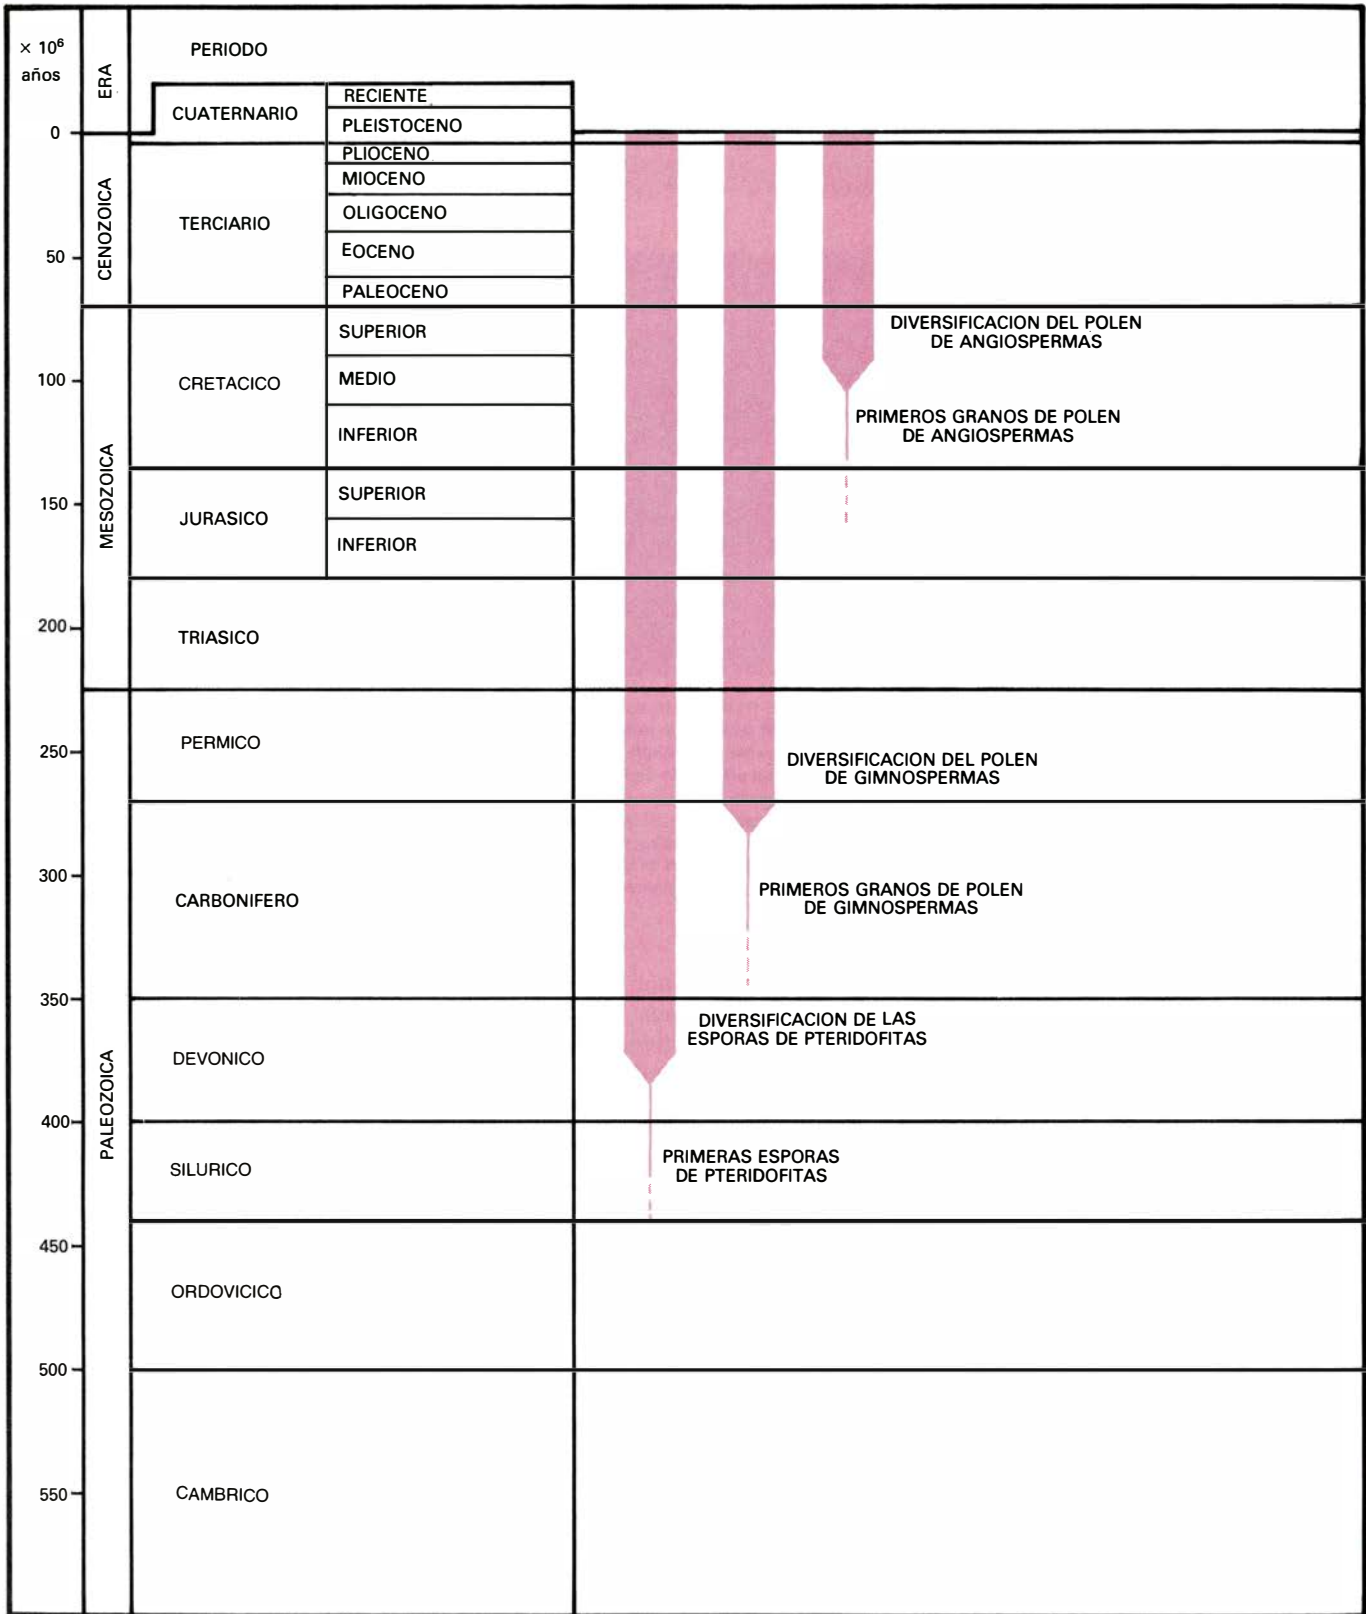 × 10⁶
años
ERA
PERIODO
CUATERNARIO
RECIENTE
PLEISTOCENO
0
CENOZOICA
TERCIARIO
PLIOCENO
MIOCENO
OLIGOCENO
EOCENO
PALEOCENO
50
MESOZOICA
CRETACICO
SUPERIOR
MEDIO
INFERIOR
100
DIVERSIFICACION DEL POLEN
DE ANGIOSPERMAS
PRIMEROS GRANOS DE POLEN
DE ANGIOSPERMAS
150
JURASICO
SUPERIOR
INFERIOR
200
TRIASICO
PALEOZOICA
250
PERMICO
DIVERSIFICACION DEL POLEN
DE GIMNOSPERMAS
300
CARBONIFERO
PRIMEROS GRANOS DE POLEN
DE GIMNOSPERMAS
350
DEVONICO
DIVERSIFICACION DE LAS
ESPORAS DE PTERIDOFITAS
400
SILURICO
PRIMERAS ESPORAS
DE PTERIDOFITAS
450
ORDOVICICO
500
550
CAMBRICO